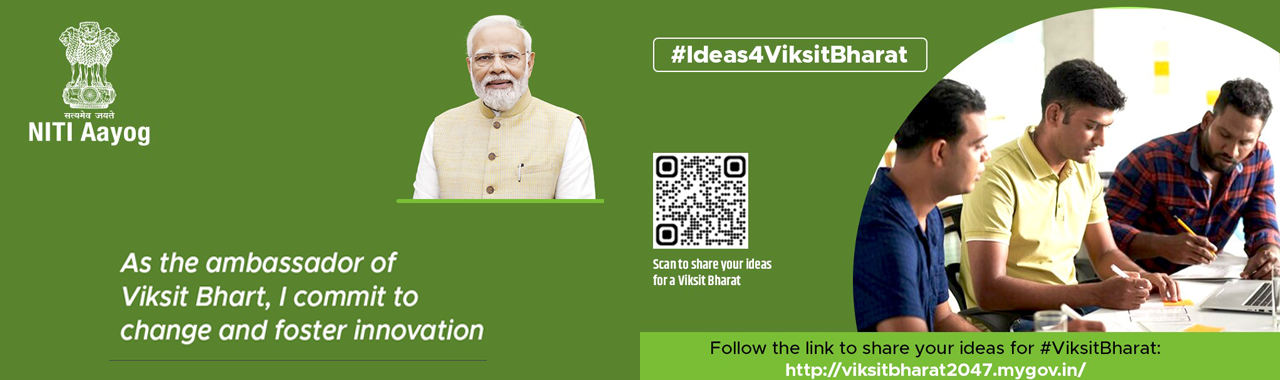 सत्यमेव जयते
NITI Aayog
As the ambassador of
Viksit Bhart, I commit to
change and foster innovation
#Ideas4ViksitBharat
Scan to share your ideas
for a Viksit Bharat
Follow the link to share your ideas for #ViksitBharat:
http://viksitbharat2047.mygov.in/